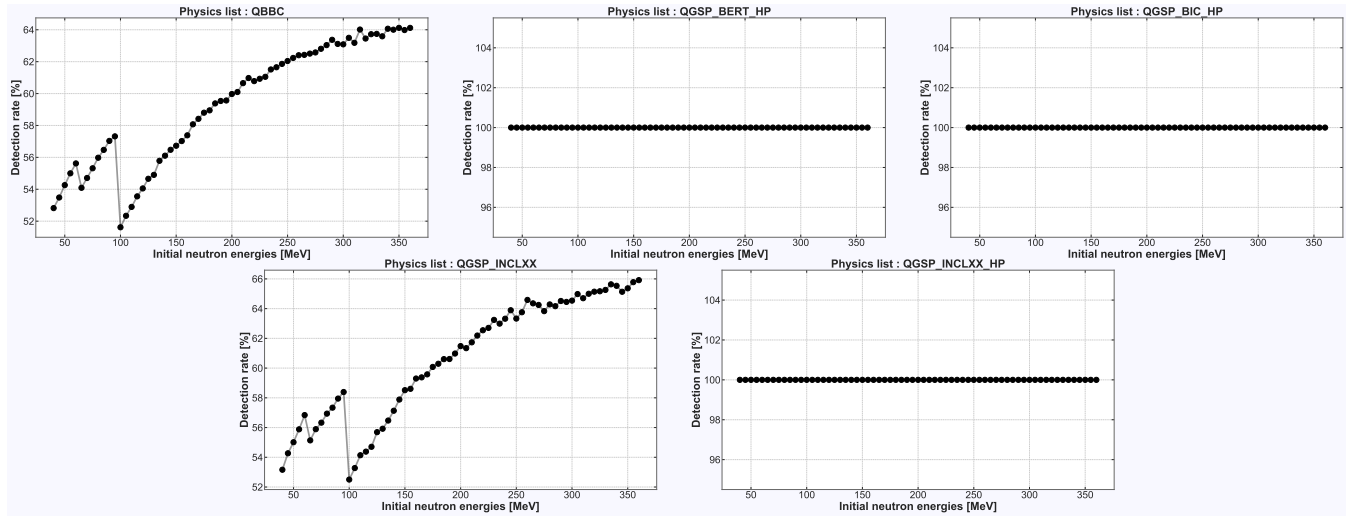 Physics list : QBBC
Detection rate [%]
64
62
60
58
56
54
52
50 100 150 200 250 300 350
Initial neutron energies [MeV]
Physics list : QGSP_BERT_HP
Detection rate [%]
104
102
100
98
96
50 100 150 200 250 300 350
Initial neutron energies [MeV]
Physics list : QGSP_BIC_HP
Detection rate [%]
104
102
100
98
96
50 100 150 200 250 300 350
Initial neutron energies [MeV]
Physics list : QGSP_INCLXX
Detection rate [%]
66
64
62
60
58
56
54
52
50 100 150 200 250 300 350
Initial neutron energies [MeV]
Physics list : QGSP_INCLXX_HP
Detection rate [%]
104
102
100
98
96
50 100 150 200 250 300 350
Initial neutron energies [MeV]